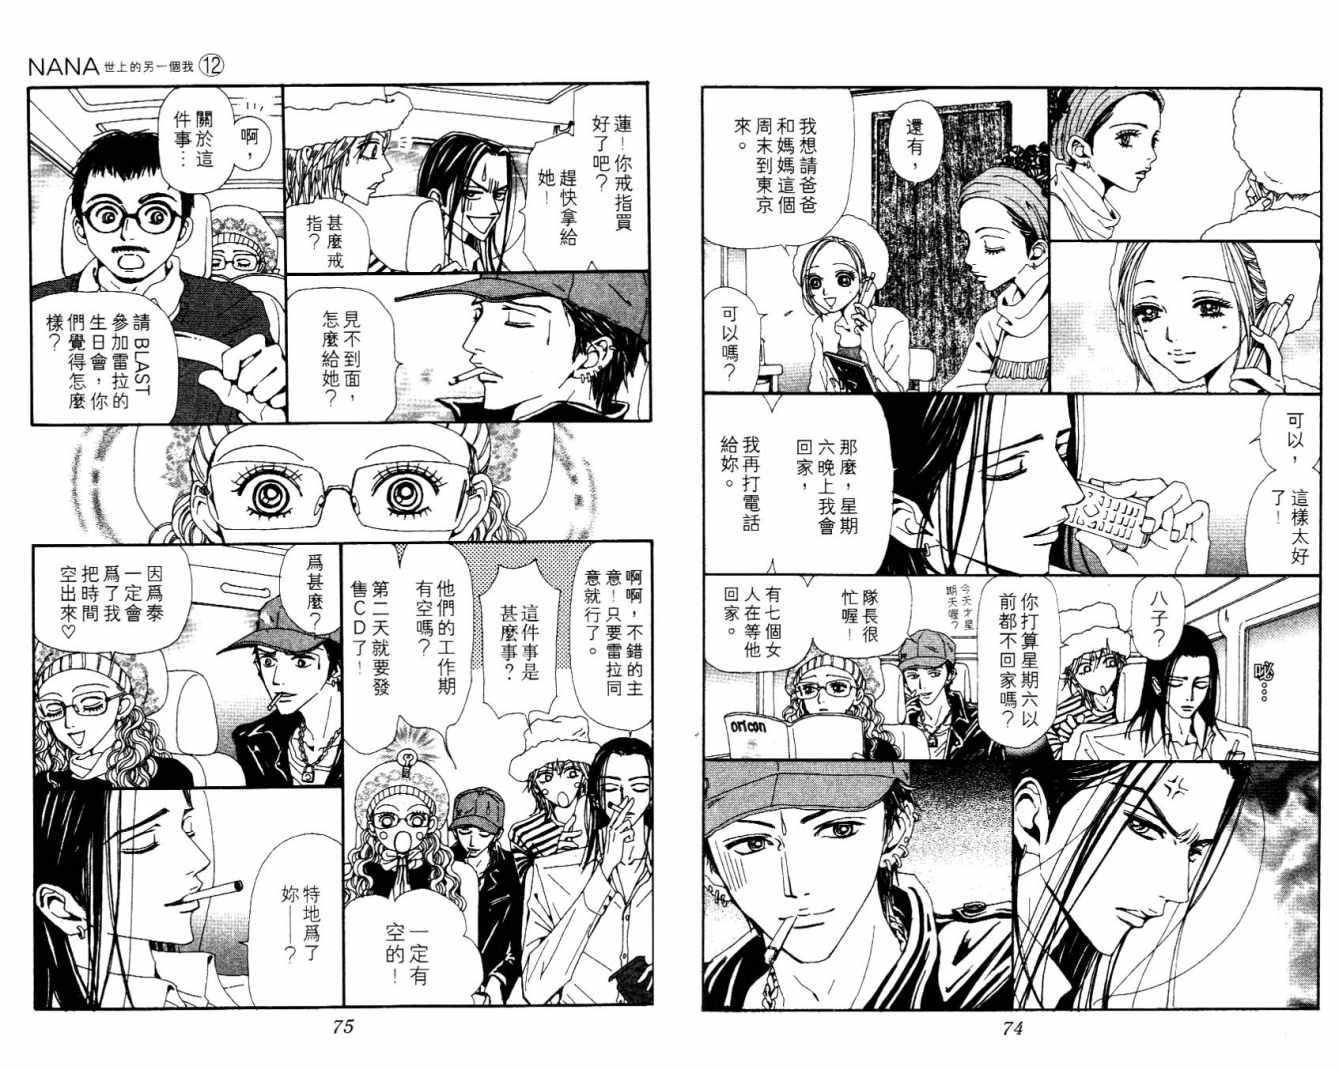 NANA 世上的另一個我 ⑫
還有，
我想請爸爸
和媽媽這個
周末到東京
來。
可以嗎？
可以，
這樣太好
了！
那麼，星期
六晚上我會
回家，
我再打電話
給妳。
咇…
八子？
你打算星期六以
前都不回家嗎？
今天才星
期天喔？
隊長很
忙喔！
有七個女
人在等他
回家。
oricon
74
蓮！你戒指買
好了吧？
趕快拿給
她！
甚麼戒
指？
啊，
關於這
件事…
見不到面，
怎麼給她？
請BLAST
參加雷拉的
生日會，你
們覺得怎麼
樣？
啊啊，不錯的主
意！只要雷拉同
意就行了。
這件事是
甚麼事？
他們的工作期
有空嗎？
第二天就要發
售CD了！
一定有
空的！
爲甚麼？
因爲泰
一定會
爲了我
把時間
空出來♡
特地爲了
妳——？
75